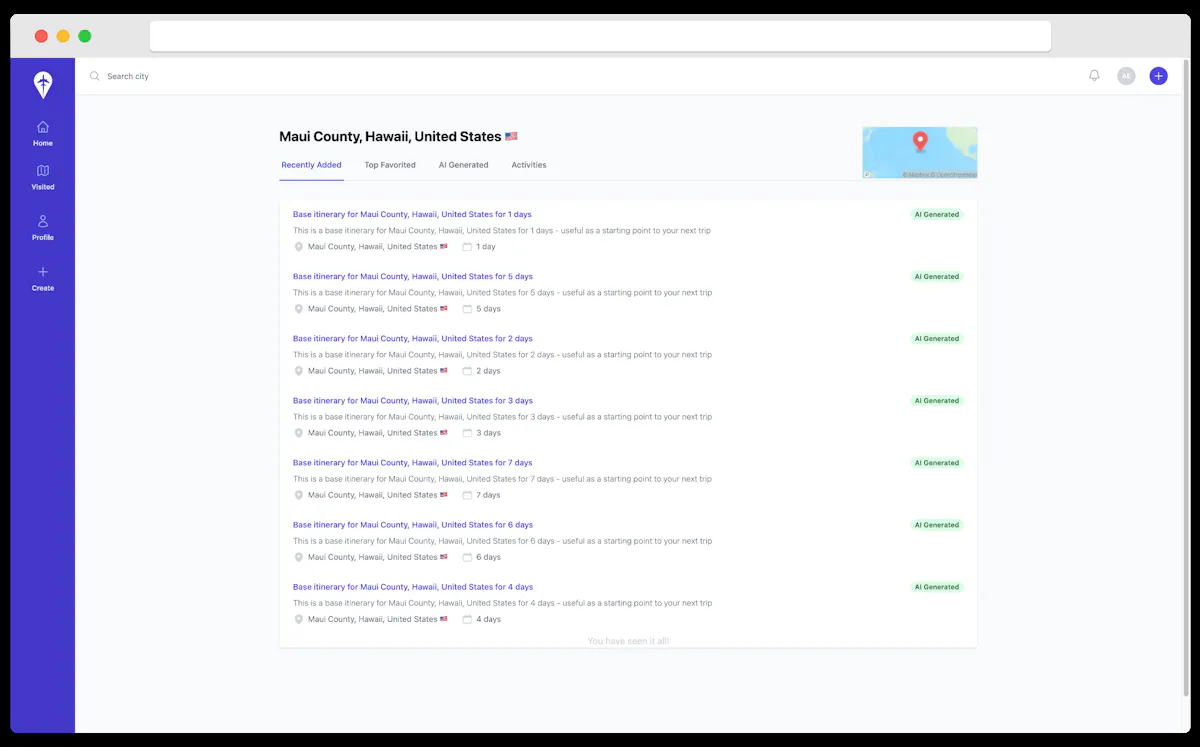 Search city
AE
Home
Visited
Profile
Create
Maui County, Hawaii, United States 🇺🇸
Recently Added
Top Favorited
AI Generated
Activities
© Mapbox © OpenStreetMap
Base itinerary for Maui County, Hawaii, United States for 1 days
AI Generated
This is a base itinerary for Maui County, Hawaii, United States for 1 days - useful as a starting point to your next trip
Maui County, Hawaii, United States 🇺🇸 1 day
Base itinerary for Maui County, Hawaii, United States for 5 days
AI Generated
This is a base itinerary for Maui County, Hawaii, United States for 5 days - useful as a starting point to your next trip
Maui County, Hawaii, United States 🇺🇸 5 days
Base itinerary for Maui County, Hawaii, United States for 2 days
AI Generated
This is a base itinerary for Maui County, Hawaii, United States for 2 days - useful as a starting point to your next trip
Maui County, Hawaii, United States 🇺🇸 2 days
Base itinerary for Maui County, Hawaii, United States for 3 days
AI Generated
This is a base itinerary for Maui County, Hawaii, United States for 3 days - useful as a starting point to your next trip
Maui County, Hawaii, United States 🇺🇸 3 days
Base itinerary for Maui County, Hawaii, United States for 7 days
AI Generated
This is a base itinerary for Maui County, Hawaii, United States for 7 days - useful as a starting point to your next trip
Maui County, Hawaii, United States 🇺🇸 7 days
Base itinerary for Maui County, Hawaii, United States for 6 days
AI Generated
This is a base itinerary for Maui County, Hawaii, United States for 6 days - useful as a starting point to your next trip
Maui County, Hawaii, United States 🇺🇸 6 days
Base itinerary for Maui County, Hawaii, United States for 4 days
AI Generated
This is a base itinerary for Maui County, Hawaii, United States for 4 days - useful as a starting point to your next trip
Maui County, Hawaii, United States 🇺🇸 4 days
You have seen it all!